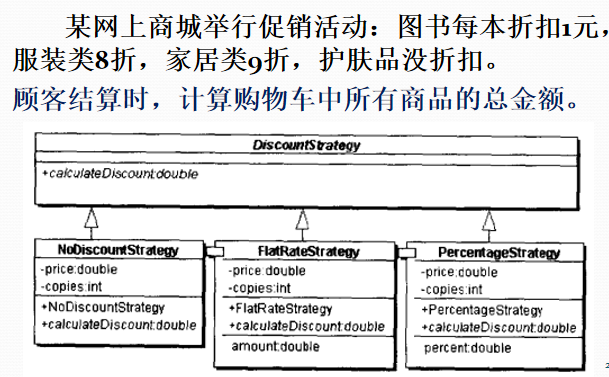 某网上商城举行促销活动：图书每本折扣1元，
服装类8折，家居类9折，护肤品没折扣。
顾客结算时，计算购物车中所有商品的总金额。
DiscountStrategy
+calculateDiscount:double
NoDiscountStrategy
-price:double
-copies:int
+NoDiscountStrategy
+calculateDiscount:double
FlatRateStrategy
-price:double
-copies:int
+FlatRateStrategy
+calculateDiscount:double
amount:double
PercentageStrategy
-price:double
-copies:int
+PercentageStrategy
+calculateDiscount:double
percent:double
2